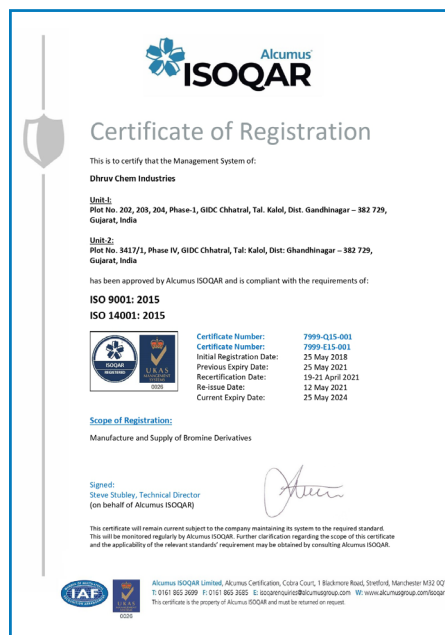 Alcumus®
ISOQAR
Certificate of Registration
This is to certify that the Management System of:
Dhruv Chem Industries
Unit-I:
Plot No. 202, 203, 204, Phase-1, GIDC Chhatral, Tal. Kalol, Dist. Gandhinagar – 382 729,
Gujarat, India
Unit-2:
Plot No. 3417/1, Phase IV, GIDC Chhatral, Tal: Kalol, Dist: Ghandhinagar – 382 729,
Gujarat, India
has been approved by Alcumus ISOQAR and is compliant with the requirements of:
ISO 9001: 2015
ISO 14001: 2015
ISOQAR
REGISTERED
UKAS
MANAGEMENT
SYSTEMS
0026
Certificate Number: 7999-Q15-001
Certificate Number: 7999-E15-001
Initial Registration Date: 25 May 2018
Previous Expiry Date: 25 May 2021
Recertification Date: 19-21 April 2021
Re-issue Date: 12 May 2021
Current Expiry Date: 25 May 2024
Scope of Registration:
Manufacture and Supply of Bromine Derivatives
Signed:
Steve Stubley, Technical Director
(on behalf of Alcumus ISOQAR)
This certificate will remain current subject to the company maintaining its system to the required standard.
This will be monitored regularly by Alcumus ISOQAR. Further clarification regarding the scope of this certificate
and the applicability of the relevant standards' requirement may be obtained by consulting Alcumus ISOQAR.
IAF
UKAS
MANAGEMENT
SYSTEMS
0026
Alcumus ISOQAR Limited, Alcumus Certification, Cobra Court, 1 Blackmore Road, Stretford, Manchester M32 0QY
T: 0161 865 3699 F: 0161 865 3685 E: isoqarenquiries@alcumusgroup.com W: www.alcumusgroup.com/isoqar
This certificate is the property of Alcumus ISOQAR and must be returned on request.